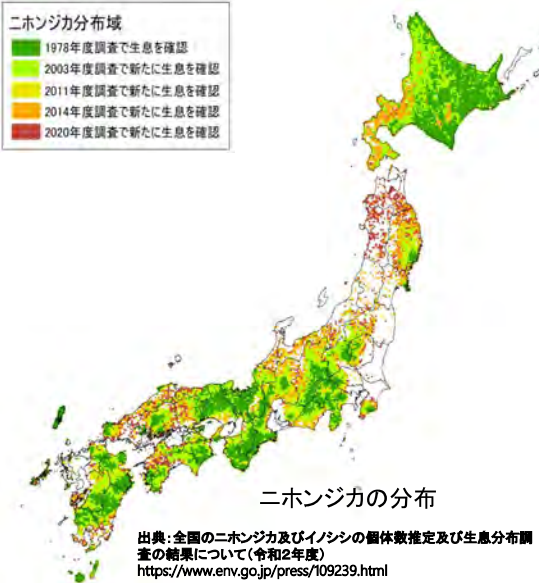 ニホンジカ分布域
1978年度調査で生息を確認
2003年度調査で新たに生息を確認
2011年度調査で新たに生息を確認
2014年度調査で新たに生息を確認
2020年度調査で新たに生息を確認
ニホンジカの分布
出典：全国のニホンジカ及びイノシシの個体数推定及び生息分布調
査の結果について（令和２年度）
https://www.env.go.jp/press/109239.html